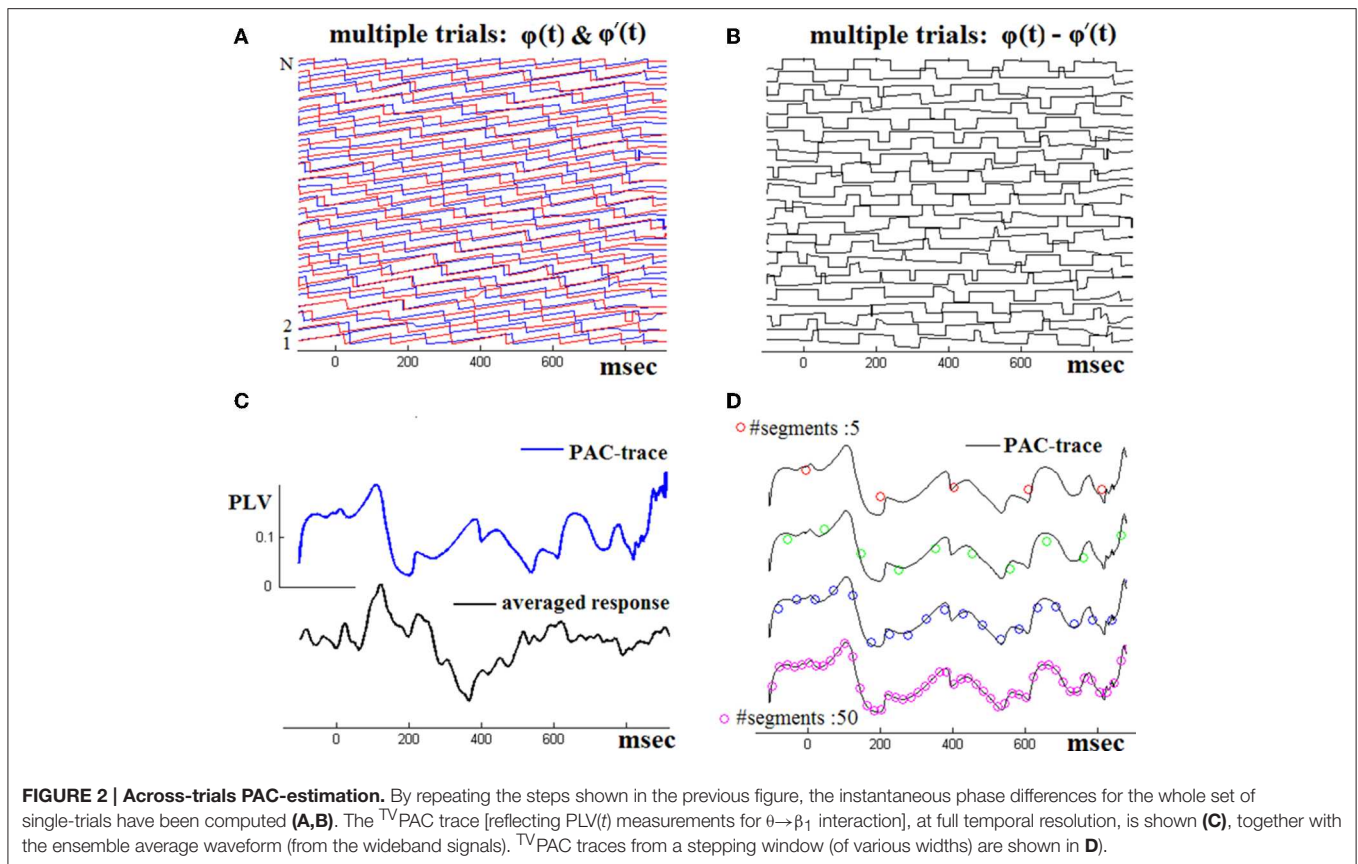 A
multiple trials: φ(t) & φ′(t)
N
2
1
0 200 400 600 msec
B
multiple trials: φ(t) - φ′(t)
0 200 400 600 msec
C
PAC-trace
PLV
0.1
0
averaged response
0 200 400 600 msec
D
#segments :5
PAC-trace
#segments :50
0 200 400 600 msec
FIGURE 2 | Across-trials PAC-estimation. By repeating the steps shown in the previous figure, the instantaneous phase differences for the whole set of
single-trials have been computed (A,B). The TVPAC trace [reflecting PLV(t) measurements for θ→β1 interaction], at full temporal resolution, is shown (C), together with
the ensemble average waveform (from the wideband signals). TVPAC traces from a stepping window (of various widths) are shown in D).